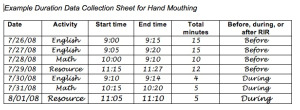 Example Duration Data Collection Sheet for Hand Mouthing
Date Activity Start time End time Total minutes Before, during, or after RIR
7/26/08 English 9:00 9:15 15 Before
7/27/08 English 9:05 9:20 15 Before
7/28/08 Math 10:00 9:10 10 Before
7/29/08 Resource 11:15 11:27 12 Before
7/30/08 English 9:10 9:14 4 During
7/31/08 Math 10:15 10:20 5 During
8/01/08 Resource 11:05 11:10 5 During